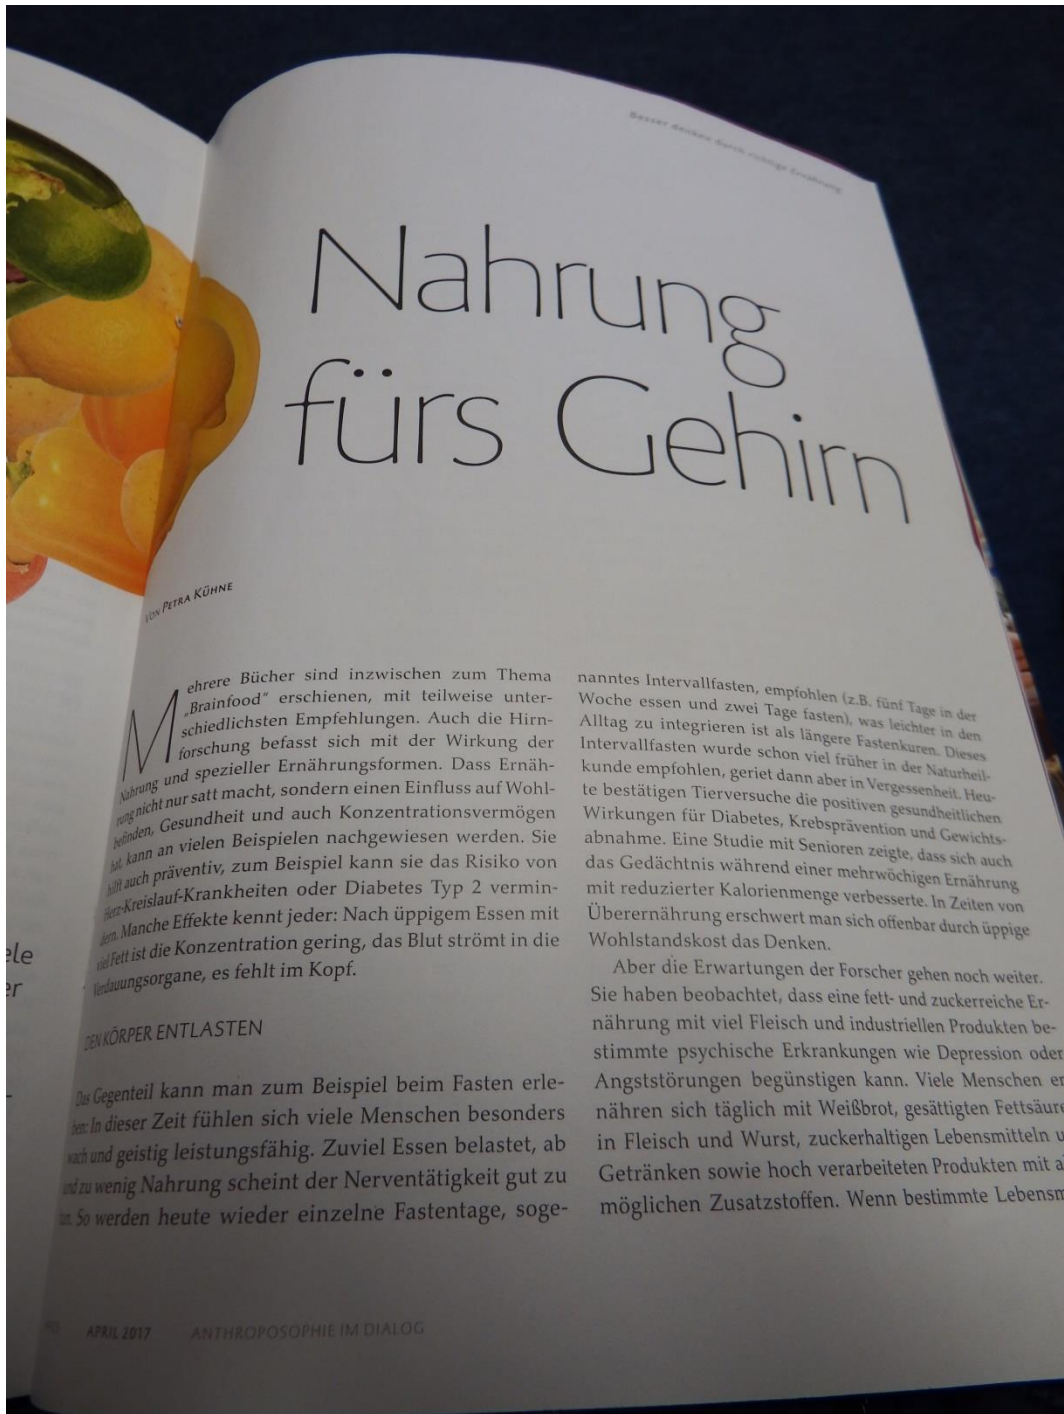 Besser denken durch richtige Ernährung
Nahrung
fürs Gehirn
VON PETRA KÜHNE
Mehrere Bücher sind inzwischen zum Thema
„Brainfood“ erschienen, mit teilweise unter-
schiedlichsten Empfehlungen. Auch die Hirn-
forschung befasst sich mit der Wirkung der
Nahrung und spezieller Ernährungsformen. Dass Ernäh-
rung nicht nur satt macht, sondern einen Einfluss auf Wohl-
befinden, Gesundheit und auch Konzentrationsvermögen
hat, kann an vielen Beispielen nachgewiesen werden. Sie
hilft auch präventiv, zum Beispiel kann sie das Risiko von
Herz-Kreislauf-Krankheiten oder Diabetes Typ 2 vermin-
dern. Manche Effekte kennt jeder: Nach üppigem Essen mit
viel Fett ist die Konzentration gering, das Blut strömt in die
Verdauungsorgane, es fehlt im Kopf.
DEN KÖRPER ENTLASTEN
Das Gegenteil kann man zum Beispiel beim Fasten erle-
ben: In dieser Zeit fühlen sich viele Menschen besonders
wach und geistig leistungsfähig. Zuviel Essen belastet, ab
und zu wenig Nahrung scheint der Nerventätigkeit gut zu
tun. So werden heute wieder einzelne Fastentage, soge-
nanntes Intervallfasten, empfohlen (z.B. fünf Tage in der
Woche essen und zwei Tage fasten), was leichter in den
Alltag zu integrieren ist als längere Fastenkuren. Dieses
Intervallfasten wurde schon viel früher in der Naturheil-
kunde empfohlen, geriet dann aber in Vergessenheit. Heu-
te bestätigen Tierversuche die positiven gesundheitlichen
Wirkungen für Diabetes, Krebsprävention und Gewichts-
abnahme. Eine Studie mit Senioren zeigte, dass sich auch
das Gedächtnis während einer mehrwöchigen Ernährung
mit reduzierter Kalorienmenge verbesserte. In Zeiten von
Überernährung erschwert man sich offenbar durch üppige
Wohlstandskost das Denken.
Aber die Erwartungen der Forscher gehen noch weiter.
Sie haben beobachtet, dass eine fett- und zuckerreiche Er-
nährung mit viel Fleisch und industriellen Produkten be-
stimmte psychische Erkrankungen wie Depression oder
Angststörungen begünstigen kann. Viele Menschen er
nähren sich täglich mit Weißbrot, gesättigten Fettsäure
in Fleisch und Wurst, zuckerhaltigen Lebensmitteln u
Getränken sowie hoch verarbeiteten Produkten mit a
möglichen Zusatzstoffen. Wenn bestimmte Lebensm
APRIL 2017 ANTHROPOSOPHIE IM DIALOG